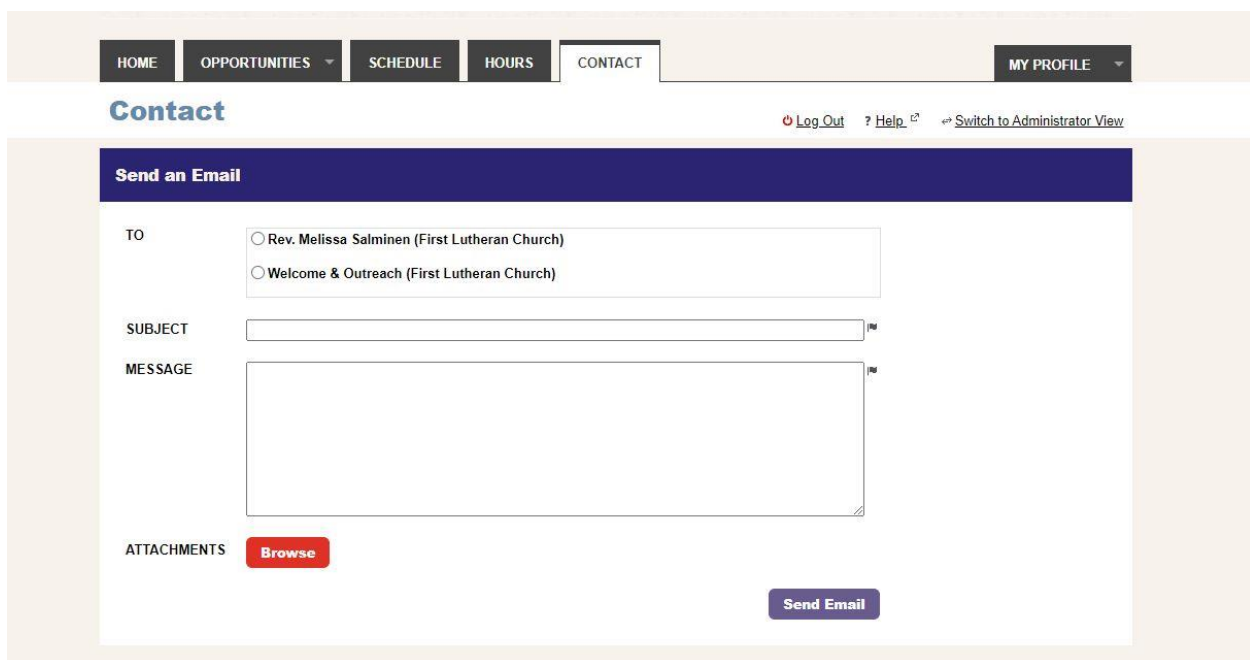 HOME OPPORTUNITIES SCHEDULE HOURS CONTACT MY PROFILE
Contact
Log Out ? Help Switch to Administrator View
Send an Email
TO
Rev. Melissa Salminen (First Lutheran Church)
Welcome & Outreach (First Lutheran Church)
SUBJECT
MESSAGE
ATTACHMENTS Browse
Send Email